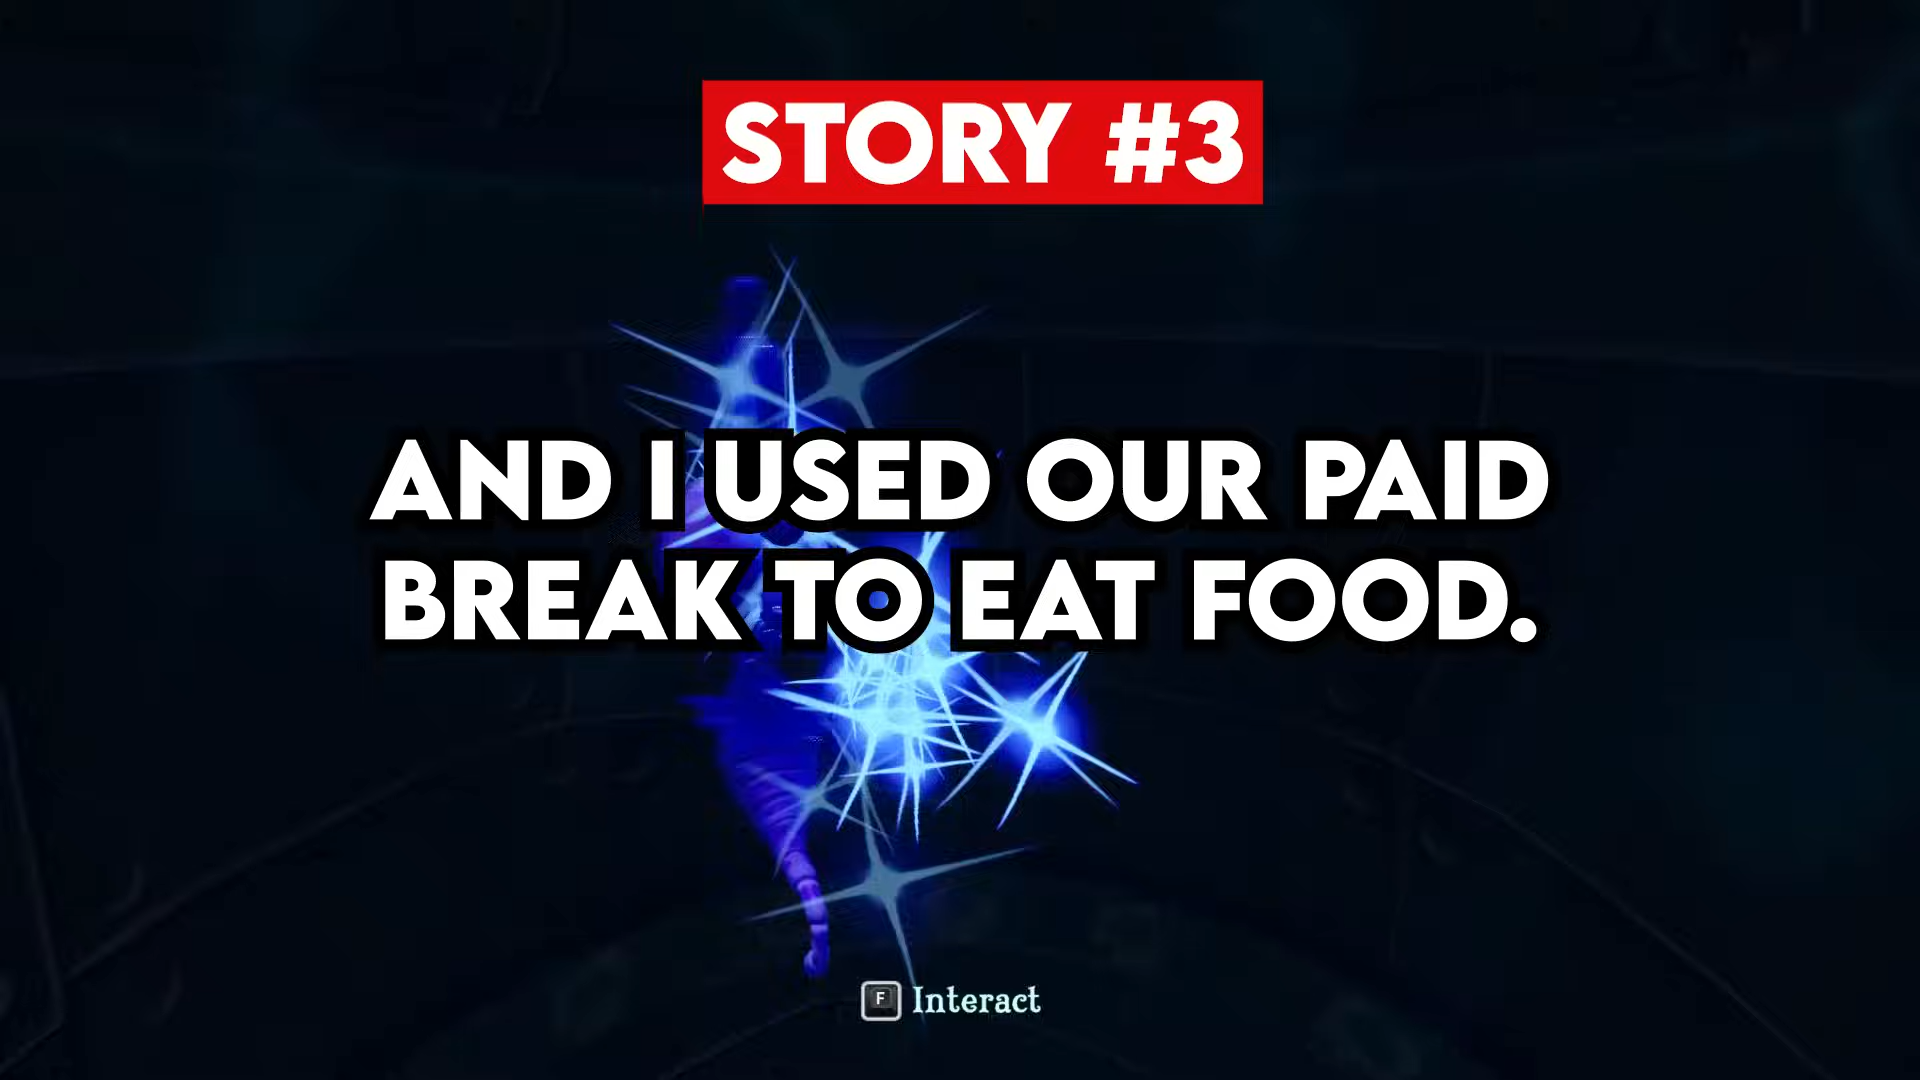 STORY #3
AND I USED OUR PAID
BREAK TO EAT FOOD.
F Interact